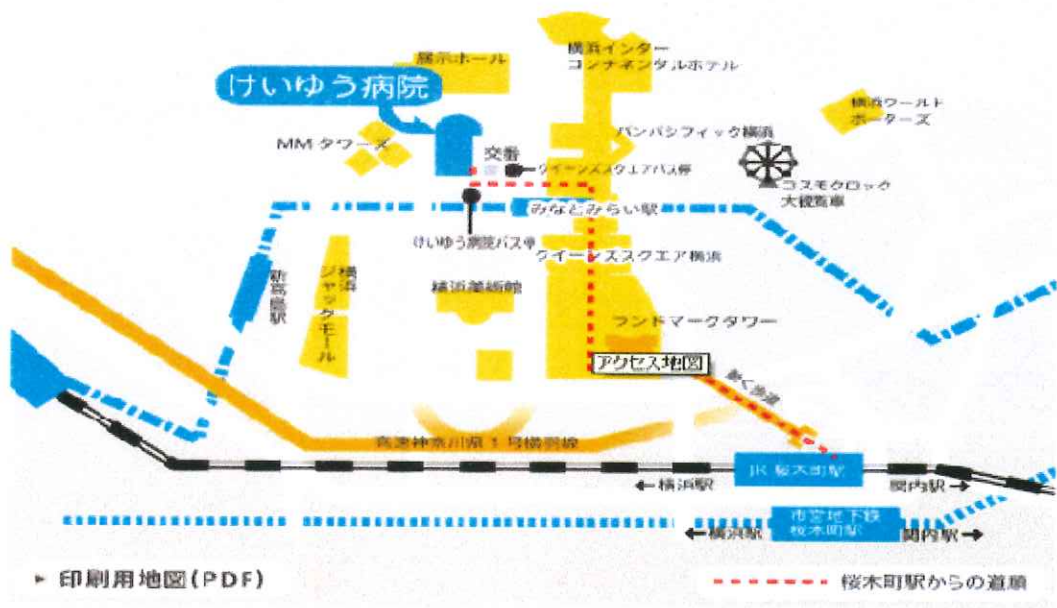 展示ホール
横浜インター
コンチネンタルホテル
けいゆう病院
横浜ワールド
ポーターズ
MMタワーズ
パンパシフィック横浜
交番
クイーンズスクエアバス停
コスモクロック
大観覧車
みなとみらい駅
けいゆう病院バス停
クイーンズスクエア横浜
新高島駅
横浜
ジャックモール
横浜美術館
ランドマークタワー
アクセス地図
動く歩道
高速神奈川県1号横羽線
JR 桜木町駅
←横浜駅
関内駅→
市営地下鉄
桜木町駅
←横浜駅
関内駅→
▸ 印刷用地図(PDF)
桜木町駅からの道順